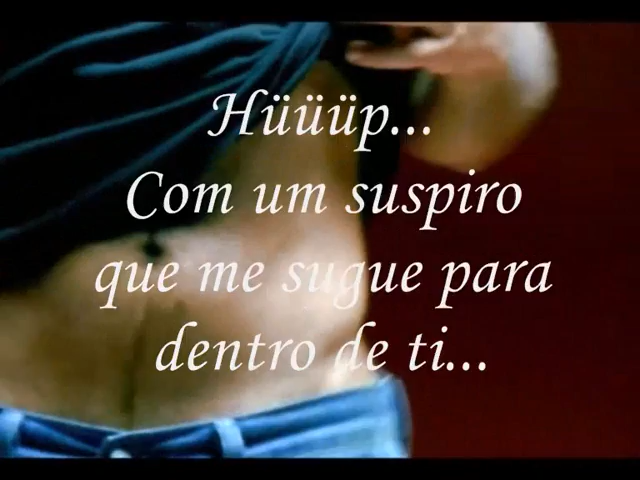 Hüüüp...
Com um suspiro
que me sugue para
dentro de ti...